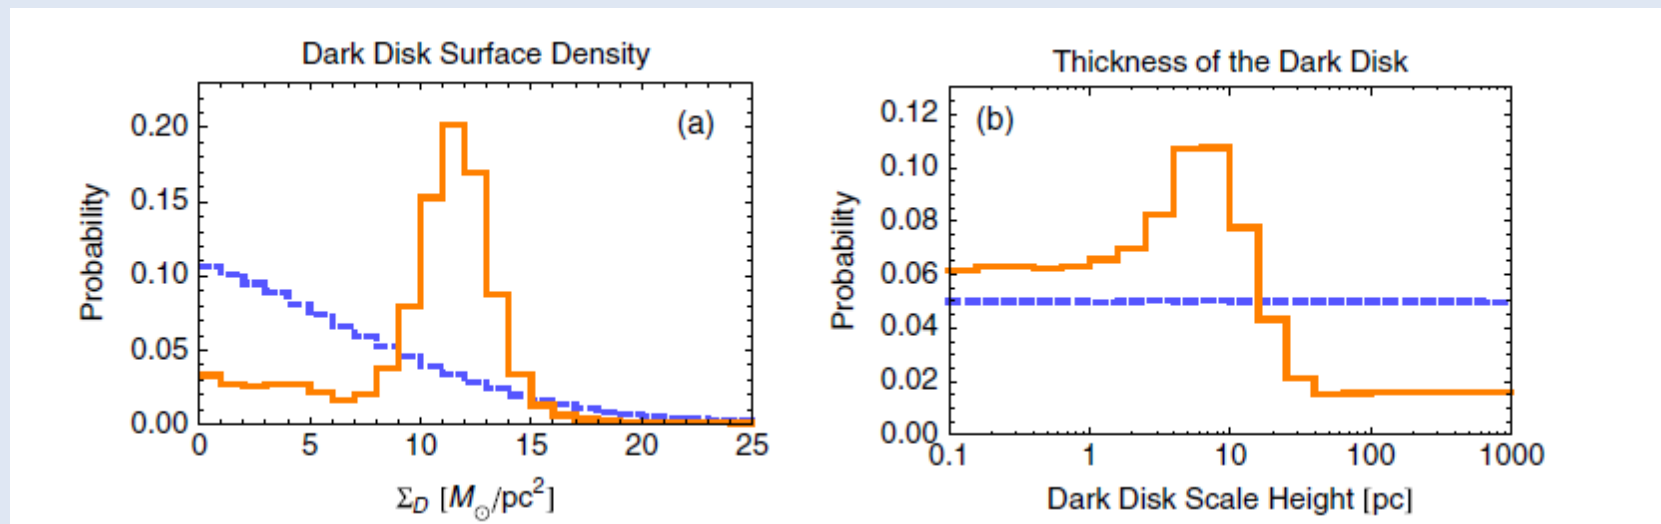 Dark Disk Surface Density
(a)
Probability
0.20
0.15
0.10
0.05
0.00
0 5 10 15 20 25
Σ_D [M_⊙/pc²]
Thickness of the Dark Disk
(b)
Probability
0.12
0.10
0.08
0.06
0.04
0.02
0.00
0.1 1 10 100 1000
Dark Disk Scale Height [pc]